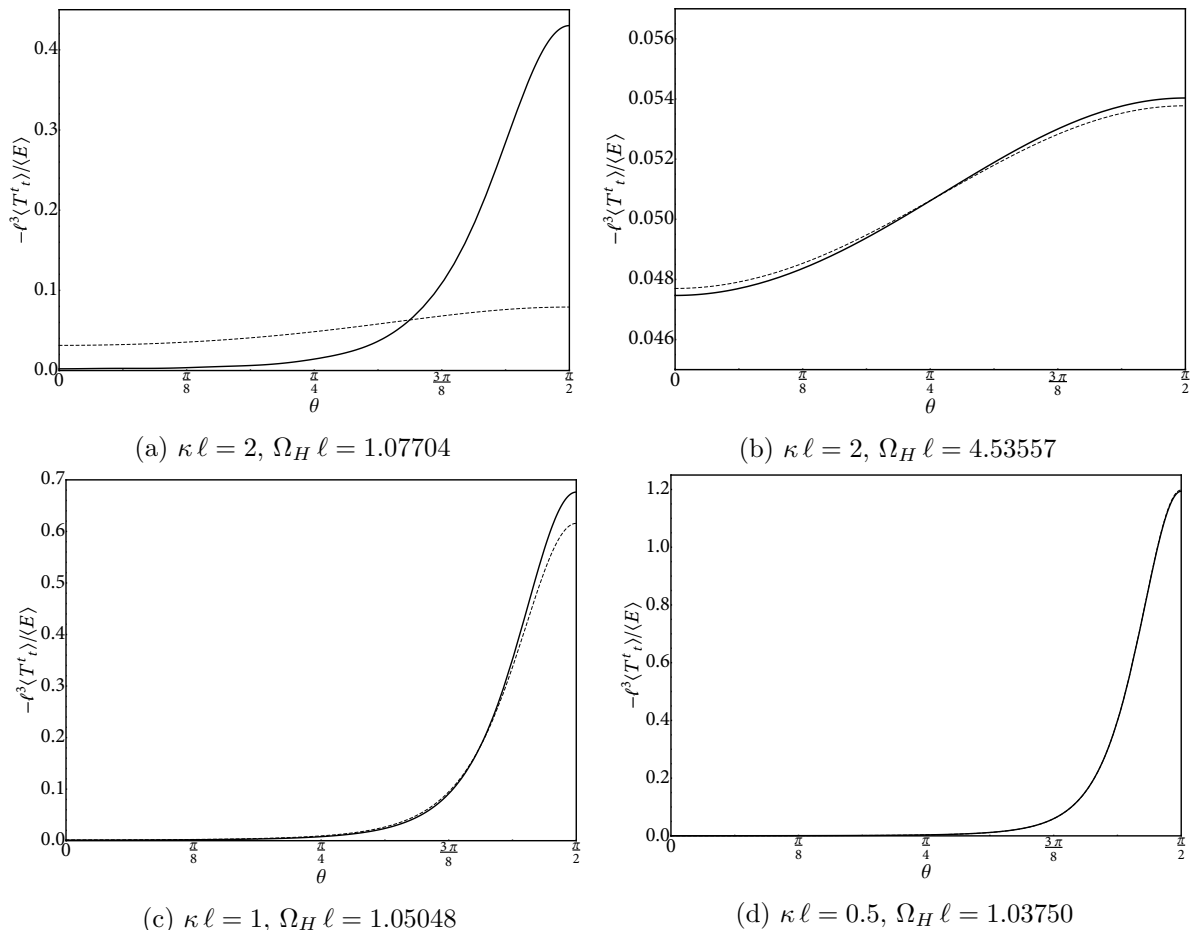 0.4
0.3
0.2
0.1
0.0
−ℓ³⟨Tᵗₜ⟩/⟨E⟩
0
π/8
π/4
3π/8
π/2
θ
(a) κ ℓ = 2, Ω_H ℓ = 1.07704
0.056
0.054
0.052
0.050
0.048
0.046
−ℓ³⟨Tᵗₜ⟩/⟨E⟩
0
π/8
π/4
3π/8
π/2
θ
(b) κ ℓ = 2, Ω_H ℓ = 4.53557
0.7
0.6
0.5
0.4
0.3
0.2
0.1
0.0
−ℓ³⟨Tᵗₜ⟩/⟨E⟩
0
π/8
π/4
3π/8
π/2
θ
(c) κ ℓ = 1, Ω_H ℓ = 1.05048
1.2
1.0
0.8
0.6
0.4
0.2
0.0
−ℓ³⟨Tᵗₜ⟩/⟨E⟩
0
π/8
π/4
3π/8
π/2
θ
(d) κ ℓ = 0.5, Ω_H ℓ = 1.03750